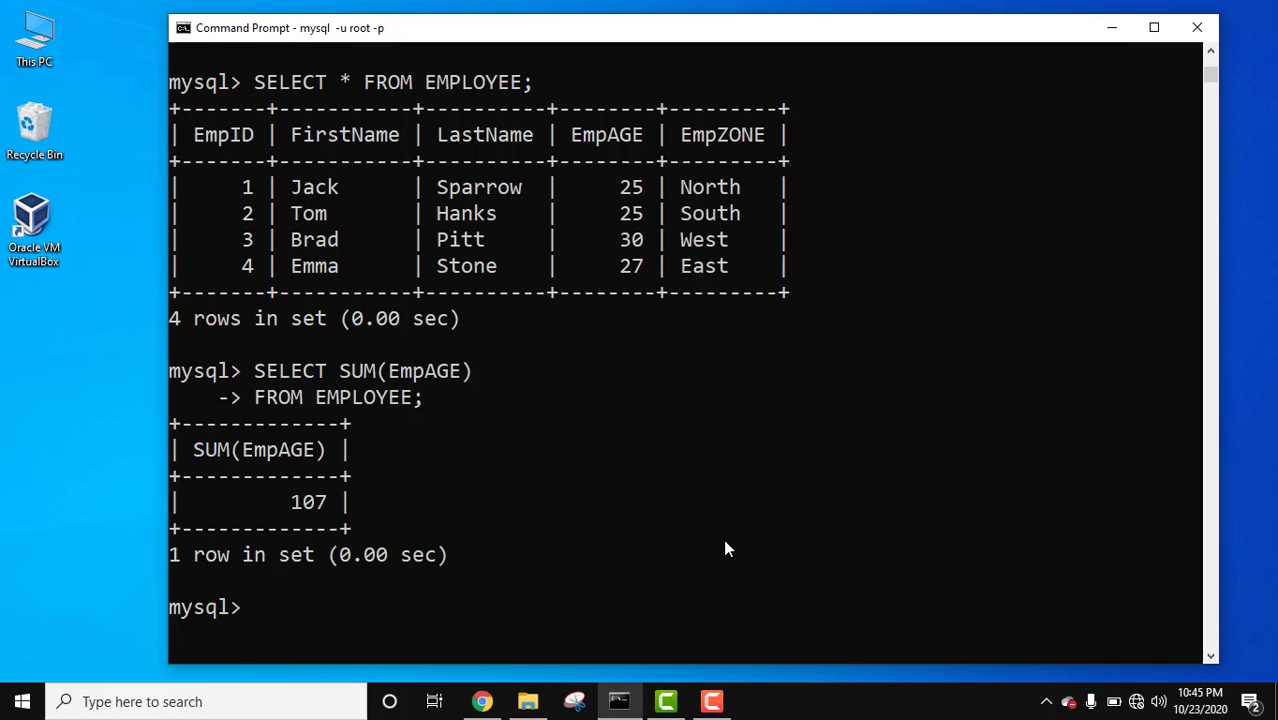 This PC
Recycle Bin
Oracle VM
VirtualBox
Command Prompt - mysql  -u root -p
mysql> SELECT * FROM EMPLOYEE;
+-------+-----------+----------+--------+---------+
| EmpID | FirstName | LastName | EmpAGE | EmpZONE |
+-------+-----------+----------+--------+---------+
|     1 | Jack      | Sparrow  |     25 | North   |
|     2 | Tom       | Hanks    |     25 | South   |
|     3 | Brad      | Pitt     |     30 | West    |
|     4 | Emma      | Stone    |     27 | East    |
+-------+-----------+----------+--------+---------+
4 rows in set (0.00 sec)
mysql> SELECT SUM(EmpAGE)
    -> FROM EMPLOYEE;
+-------------+
| SUM(EmpAGE) |
+-------------+
|         107 |
+-------------+
1 row in set (0.00 sec)
mysql>
Type here to search
10:45 PM
10/23/2020
2